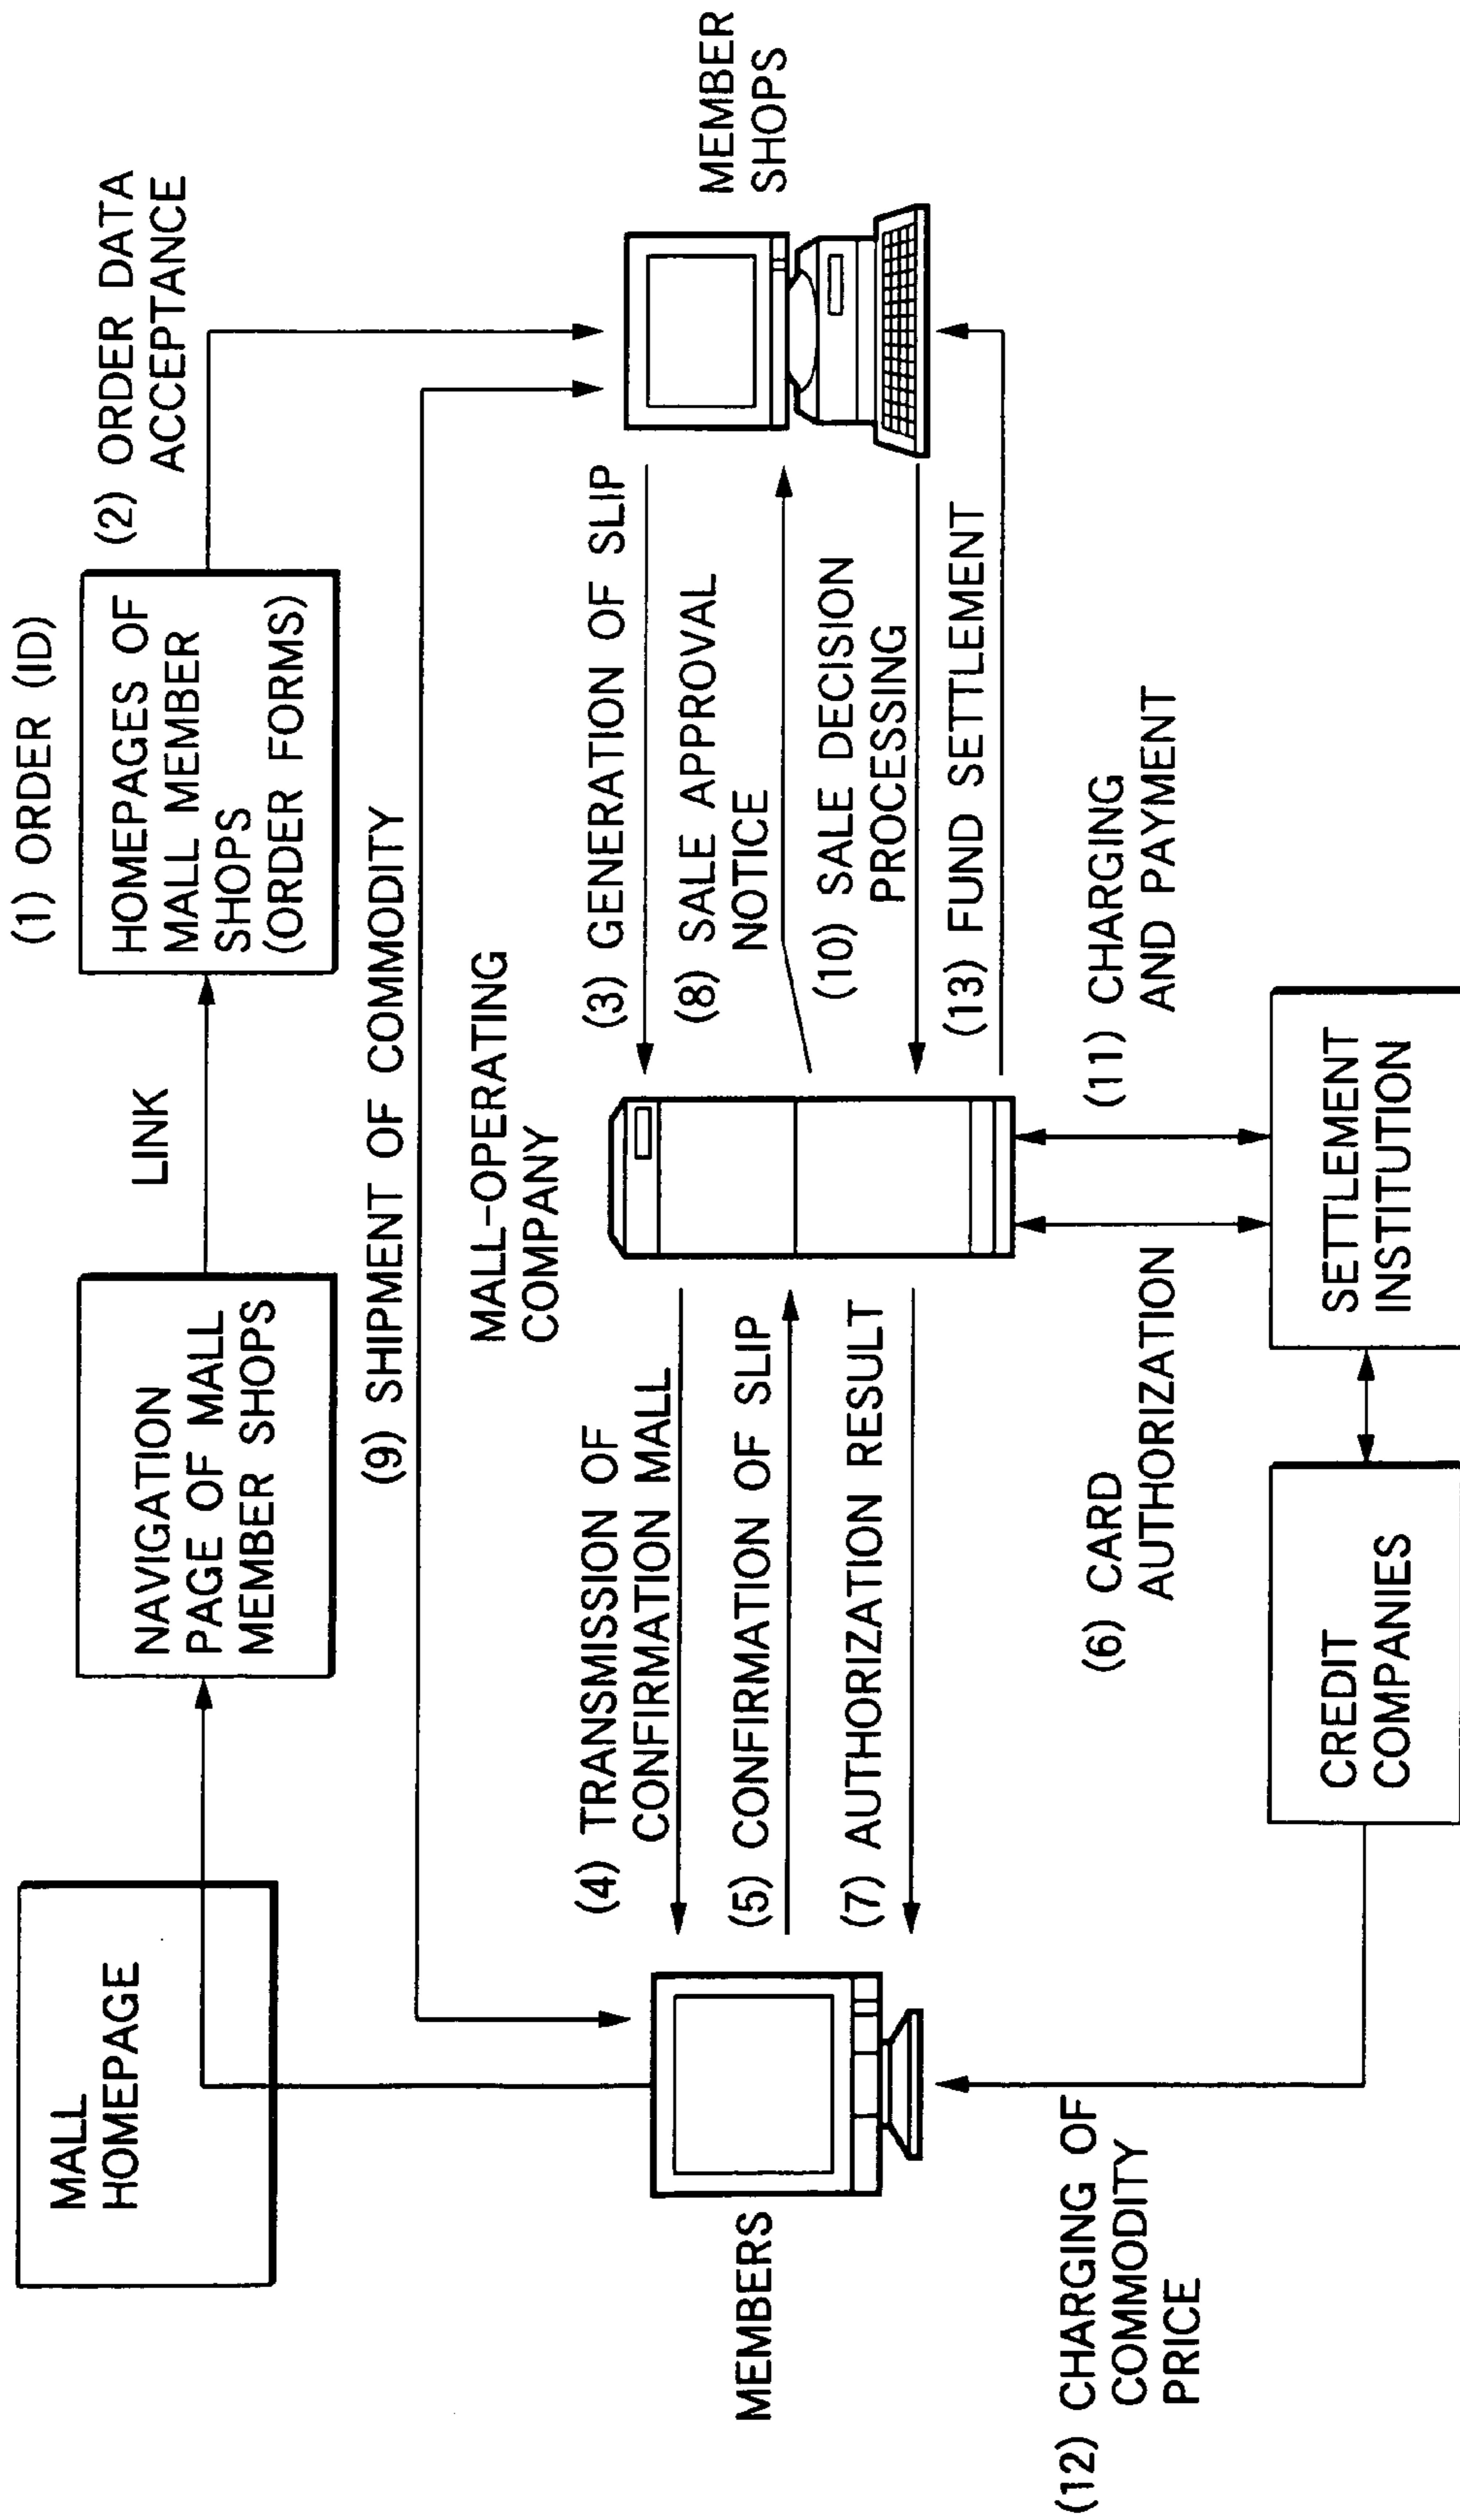 MALL
HOMEPAGE
NAVIGATION
PAGE OF MALL
MEMBER SHOPS
LINK
(1) ORDER (ID)
HOMEPAGES OF
MALL MEMBER
SHOPS
(ORDER FORMS)
(2) ORDER DATA
ACCEPTANCE
(9) SHIPMENT OF COMMODITY
MALL-OPERATING
COMPANY
MEMBERS
(4) TRANSMISSION OF
CONFIRMATION MALL
(5) CONFIRMATION OF SLIP
(7) AUTHORIZATION RESULT
(3) GENERATION OF SLIP
(8) SALE APPROVAL
NOTICE
(10) SALE DECISION
PROCESSING
(13) FUND SETTLEMENT
MEMBER
SHOPS
(12) CHARGING OF
COMMODITY
PRICE
(6) CARD
AUTHORIZATION
(11) CHARGING
AND PAYMENT
CREDIT
COMPANIES
SETTLEMENT
INSTITUTION